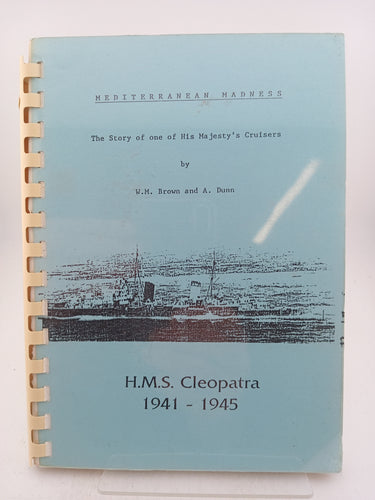 MEDITERRANEAN MADNESS
The Story of one of His Majesty's Cruisers
by
W.M. Brown and A. Dunn
H.M.S. Cleopatra
1941 - 1945